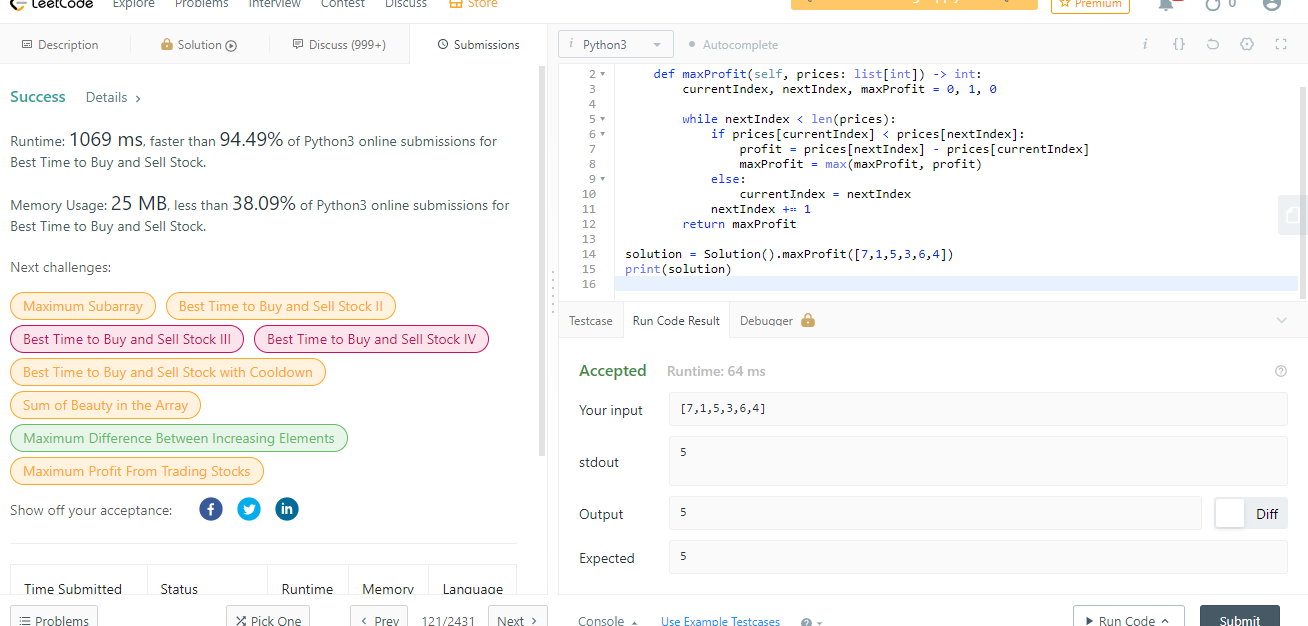 LeetCode Explore Problems Interview Contest Discuss Store
Premium 0
Description Solution Discuss (999+) Submissions
Success Details >
Runtime: 1069 ms, faster than 94.49% of Python3 online submissions for
Best Time to Buy and Sell Stock.
Memory Usage: 25 MB, less than 38.09% of Python3 online submissions for
Best Time to Buy and Sell Stock.
Next challenges:
Maximum Subarray Best Time to Buy and Sell Stock II
Best Time to Buy and Sell Stock III Best Time to Buy and Sell Stock IV
Best Time to Buy and Sell Stock with Cooldown
Sum of Beauty in the Array
Maximum Difference Between Increasing Elements
Maximum Profit From Trading Stocks
Show off your acceptance:
Time Submitted Status Runtime Memory Language
Problems Pick One < Prev 121/2431 Next >
i Python3 Autocomplete i {}
2 def maxProfit(self, prices: list[int]) -> int:
3 currentIndex, nextIndex, maxProfit = 0, 1, 0
4
5 while nextIndex < len(prices):
6 if prices[currentIndex] < prices[nextIndex]:
7 profit = prices[nextIndex] - prices[currentIndex]
8 maxProfit = max(maxProfit, profit)
9 else:
10 currentIndex = nextIndex
11 nextIndex += 1
12 return maxProfit
13
14 solution = Solution().maxProfit([7,1,5,3,6,4])
15 print(solution)
16
Testcase Run Code Result Debugger
Accepted Runtime: 64 ms
Your input [7,1,5,3,6,4]
stdout 5
Output 5 Diff
Expected 5
Console Use Example Testcases Run Code Submit